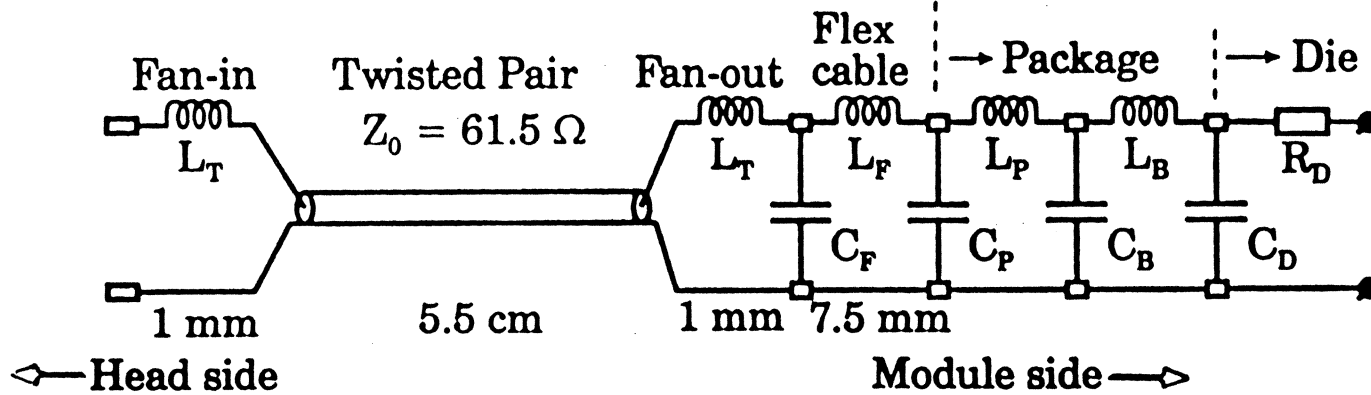 Fan-in
Twisted Pair
Z₀ = 61.5 Ω
Fan-out
Flex
cable
→ Package
→ Die
L_T
L_T
L_F
L_P
L_B
R_D
C_F
C_P
C_B
C_D
1 mm
5.5 cm
1 mm
7.5 mm
Head side
Module side